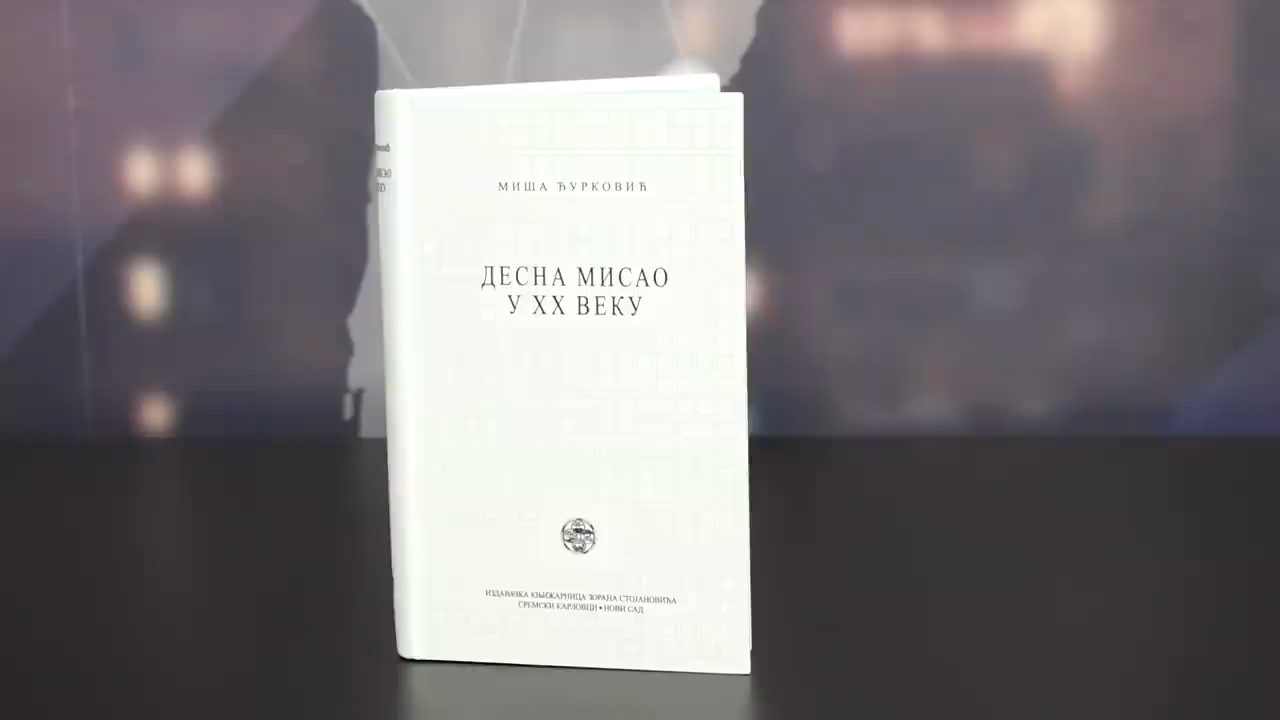 МИША ЂУРКОВИЋ
ДЕСНА МИСАО
У XX ВЕКУ
ИЗДАВАЧКА КЊИЖАРНИЦА ЗОРАНА СТОЈАНОВИЋА
СРЕМСКИ КАРЛОВЦИ • НОВИ САД